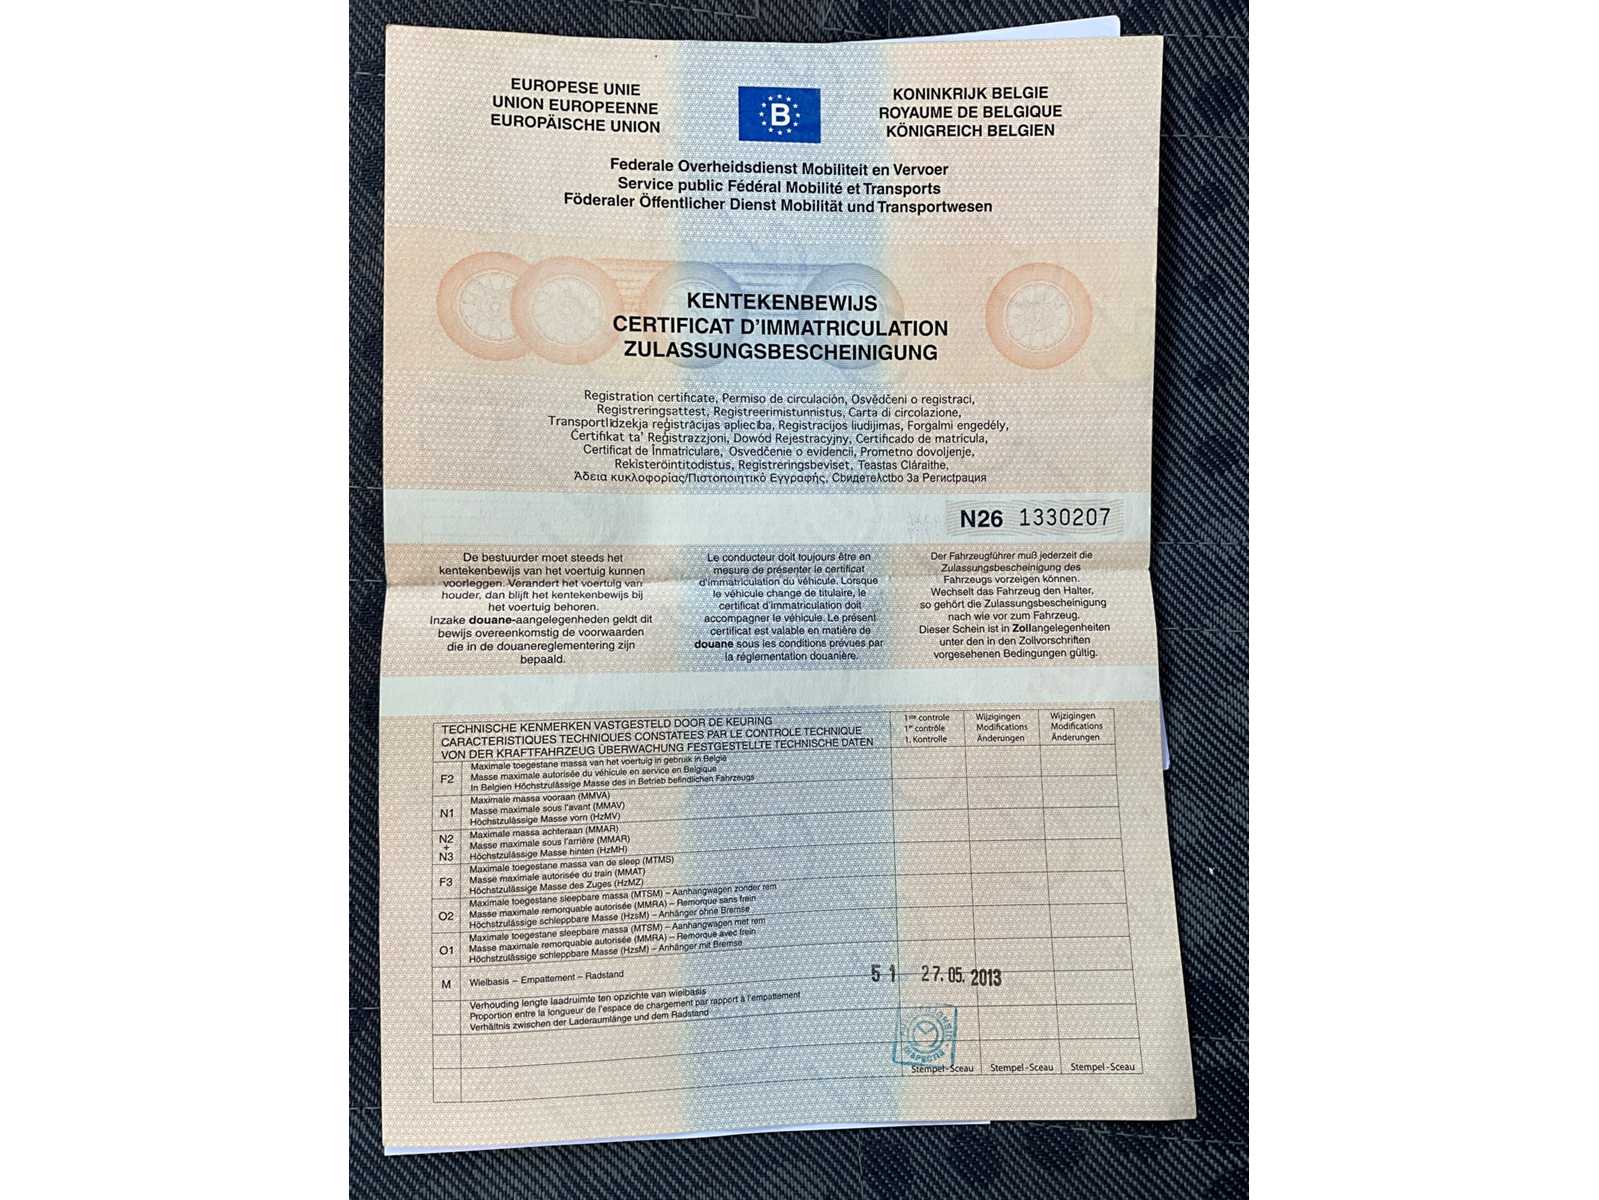 EUROPESE UNIE
UNION EUROPEENNE
EUROPÄISCHE UNION
B
KONINKRIJK BELGIE
ROYAUME DE BELGIQUE
KÖNIGREICH BELGIEN
Federale Overheidsdienst Mobiliteit en Vervoer
Service public Fédéral Mobilité et Transports
Föderaler Öffentlicher Dienst Mobilität und Transportwesen
KENTEKENBEWIJS
CERTIFICAT D'IMMATRICULATION
ZULASSUNGSBESCHEINIGUNG
Registration certificate, Permiso de circulación, Osvědčeni o registraci,
Registreringsattest, Registreerimistunnistus, Carta di circolazione,
Transportlīdzekja reģistrācijas apliecība, Registracijos liudijimas, Forgalmi engedély,
Ċertifikat ta' Reġistrazzjoni, Dowód Rejestracyjny, Certificado de matricula,
Certificat de Înmatriculare, Osvedčenie o evidencii, Prometno dovoljenje,
Rekisteröintitodistus, Registreringsbeviset, Teastas Cláraithe,
Άδεια κυκλοφορίας/Πιστοποιητικό Εγγραφής, Свидетелство За Регистрация
N26 1330207
De bestuurder moet steeds het
kentekenbewijs van het voertuig kunnen
voorleggen. Verandert het voertuig van
houder, dan blijft het kentekenbewijs bij
het voertuig behoren.
Inzake douane-aangelegenheden geldt dit
bewijs overeenkomstig de voorwaarden
die in de douanereglementering zijn
bepaald.
Le conducteur doit toujours être en
mesure de présenter le certificat
d'immatriculation du véhicule. Lorsque
le véhicule change de titulaire, le
certificat d'immatriculation doit
accompagner le véhicule. Le présent
certificat est valable en matière de
douane sous les conditions prévues par
la réglementation douanière.
Der Fahrzeugführer muß jederzeit die
Zulassungsbescheinigung des
Fahrzeugs vorzeigen können.
Wechselt das Fahrzeug den Halter,
so gehört die Zulassungsbescheinigung
nach wie vor zum Fahrzeug.
Dieser Schein ist in Zollangelegenheiten
unter den in den Zollvorschriften
vorgesehenen Bedingungen gültig.
TECHNISCHE KENMERKEN VASTGESTELD DOOR DE KEURING
CARACTERISTIQUES TECHNIQUES CONSTATEES PAR LE CONTROLE TECHNIQUE
VON DER KRAFTFAHRZEUG ÜBERWACHUNG FESTGESTELLTE TECHNISCHE DATEN
1ste controle
1er contrôle
1. Kontrolle
Wijzigingen
Modifications
Änderungen
Wijzigingen
Modifications
Änderungen
F2
Maximale toegestane massa van het voertuig in gebruik in België
Masse maximale autorisée du véhicule en service en Belgique
In Belgien Höchstzulässige Masse des in Betrieb befindlichen Fahrzeugs
N1
Maximale massa vooraan (MMVA)
Masse maximale sous l'avant (MMAV)
Höchstzulässige Masse vorn (HzMV)
N2
+
N3
Maximale massa achteraan (MMAR)
Masse maximale sous l'arrière (MMAR)
Höchstzulässige Masse hinten (HzMH)
F3
Maximale toegestane massa van de sleep (MTMS)
Masse maximale autorisée du train (MMAT)
Höchstzulässige Masse des Zuges (HzMZ)
O2
Maximale toegestane sleepbare massa (MTSM) – Aanhangwagen zonder rem
Masse maximale remorquable autorisée (MMRA) – Remorque sans frein
Höchstzulässige schleppbare Masse (HzsM) – Anhänger ohne Bremse
O1
Maximale toegestane sleepbare massa (MTSM) – Aanhangwagen met rem
Masse maximale remorquable autorisée (MMRA) – Remorque avec frein
Höchstzulässige schleppbare Masse (HzsM) – Anhänger mit Bremse
M
Wielbasis – Empattement – Radstand
51 27.05.2013
Verhouding lengte laadruimte ten opzichte van wielbasis
Proportion entre la longueur de l'espace de chargement par rapport à l'empattement
Verhältnis zwischen der Laderaumlänge und dem Radstand
Stempel-Sceau
Stempel-Sceau
Stempel-Sceau